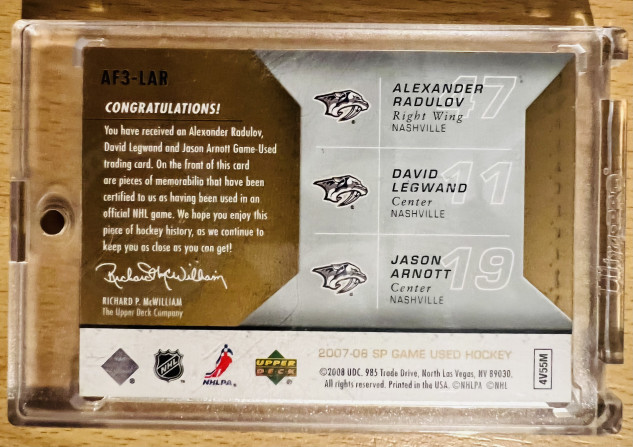 AF3-LAR
CONGRATULATIONS!
You have received an Alexander Radulov,
David Legwand and Jason Arnott Game-Used
trading card. On the front of this card
are pieces of memorabilia that have been
certified to us as having been used in an
official NHL game. We hope you enjoy this
piece of hockey history, as we continue to
keep you as close as you can get!
Richard P. McWilliam
RICHARD P. McWILLIAM
The Upper Deck Company
47
ALEXANDER
RADULOV
Right Wing
NASHVILLE
11
DAVID
LEGWAND
Center
NASHVILLE
19
JASON
ARNOTT
Center
NASHVILLE
NHL
NHLPA
UPPER
DECK
2007-08 SP GAME USED HOCKEY
©2008 UDC. 985 Trade Drive, North Las Vegas, NV 89030.
All rights reserved. Printed in the USA. ©NHLPA ©NHL
4V55M